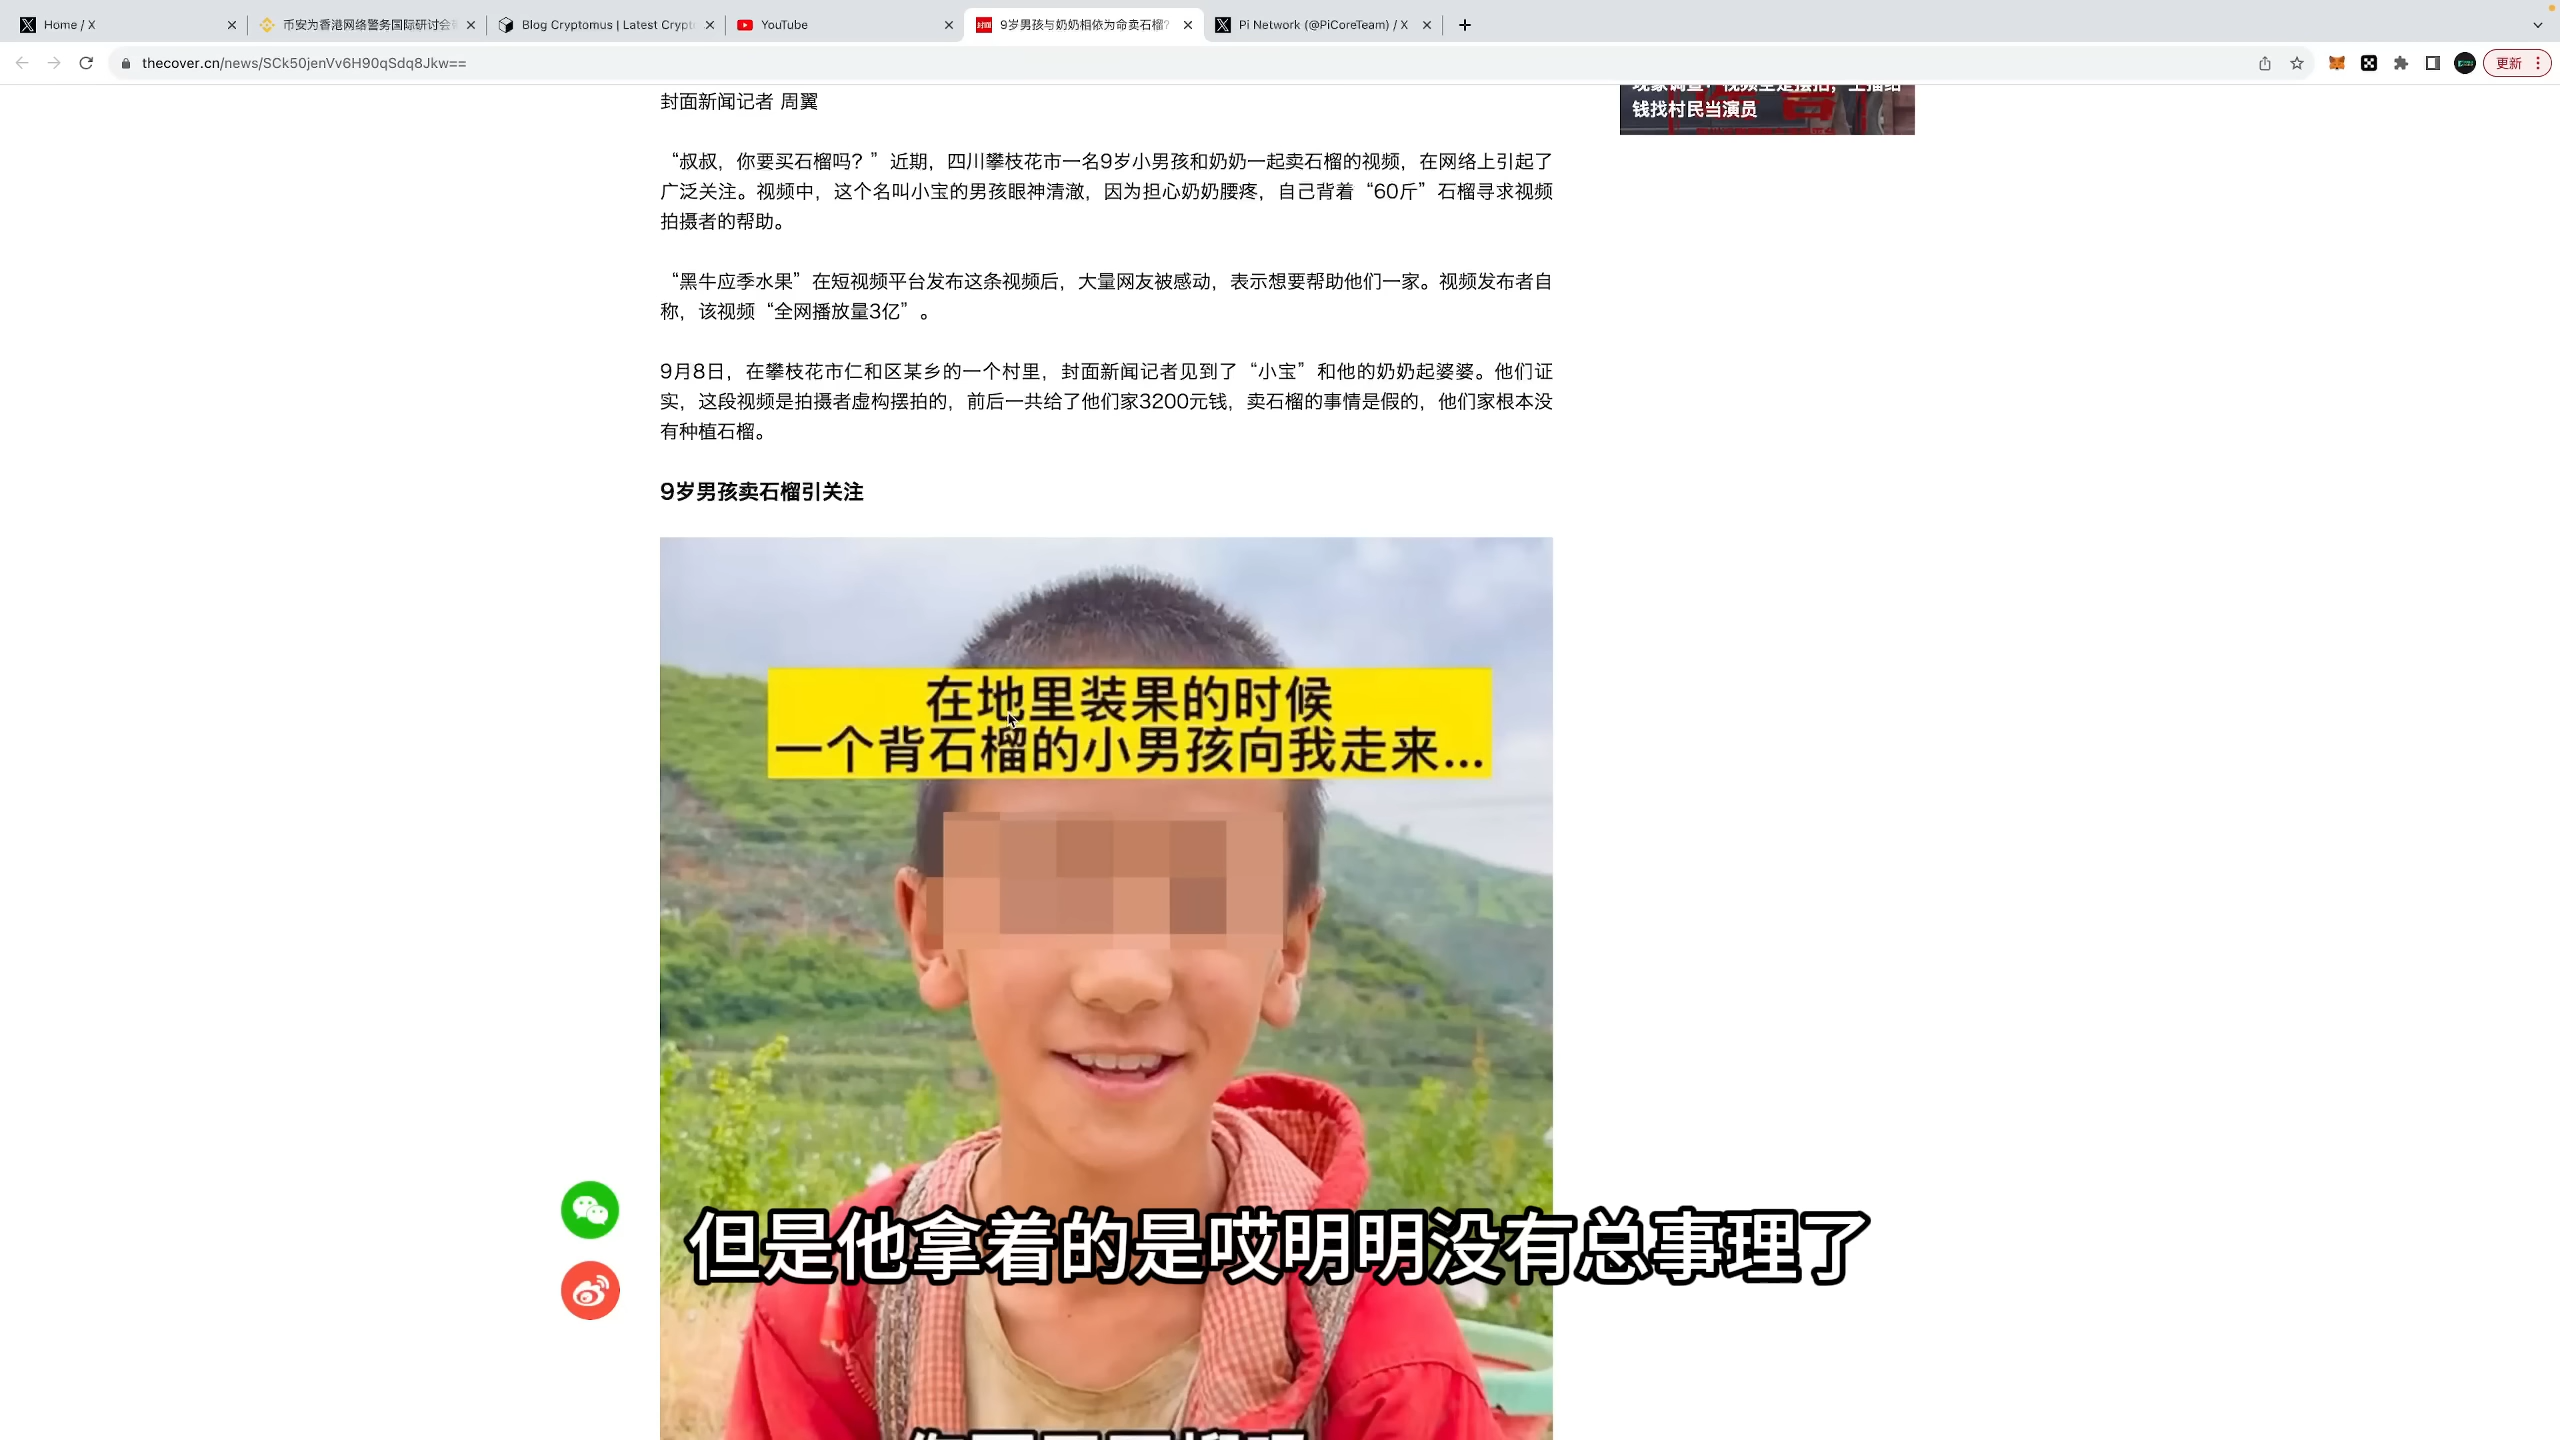 Home / X
币安为香港网络警务国际研讨会
Blog Cryptomus | Latest Crypt
YouTube
9岁男孩与奶奶相依为命卖石榴?
Pi Network (@PiCoreTeam) / X
thecover.cn/news/SCk50jenVv6H90qSdq8Jkw==
更新
钱找村民当演员
封面新闻记者 周翼
“叔叔，你要买石榴吗？”近期，四川攀枝花市一名9岁小男孩和奶奶一起卖石榴的视频，在网络上引起了
广泛关注。视频中，这个名叫小宝的男孩眼神清澈，因为担心奶奶腰疼，自己背着“60斤”石榴寻求视频
拍摄者的帮助。
“黑牛应季水果”在短视频平台发布这条视频后，大量网友被感动，表示想要帮助他们一家。视频发布者自
称，该视频“全网播放量3亿”。
9月8日，在攀枝花市仁和区某乡的一个村里，封面新闻记者见到了“小宝”和他的奶奶起婆婆。他们证
实，这段视频是拍摄者虚构摆拍的，前后一共给了他们家3200元钱，卖石榴的事情是假的，他们家根本没
有种植石榴。
9岁男孩卖石榴引关注
在地里装果的时候
一个背石榴的小男孩向我走来...
但是他拿着的是哎明明没有总事理了